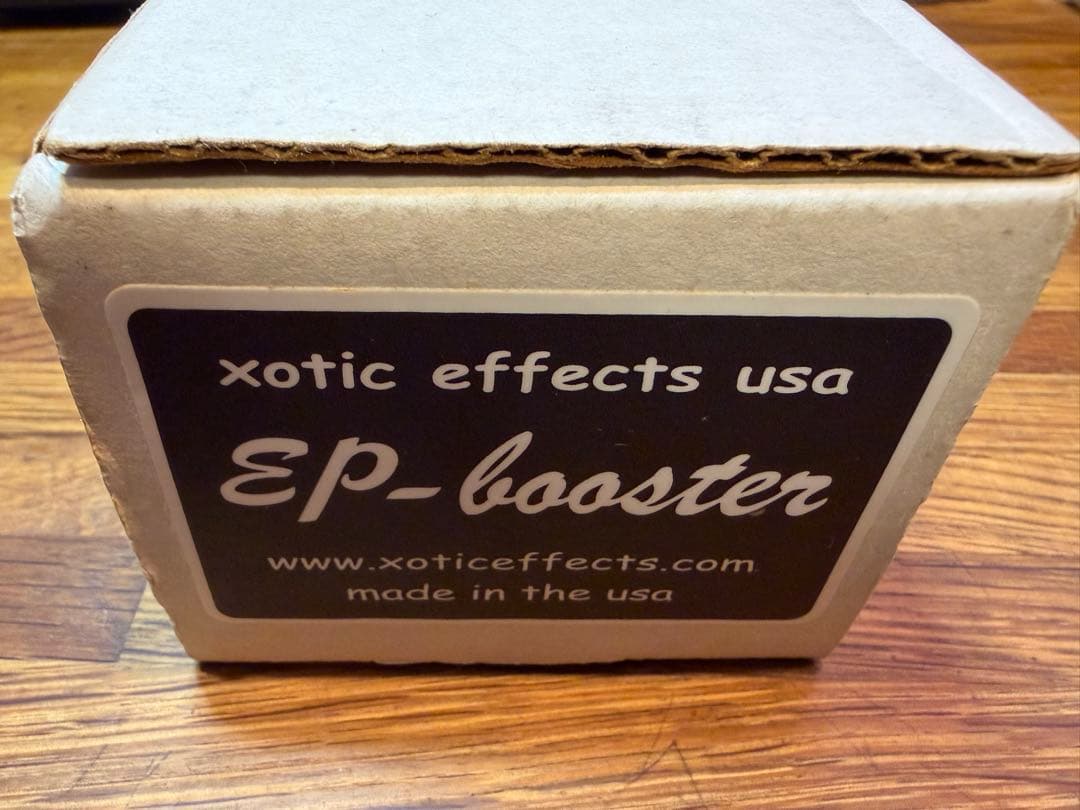 xotic effects usa
EP-booster
www.xoticeffects.com
made in the usa